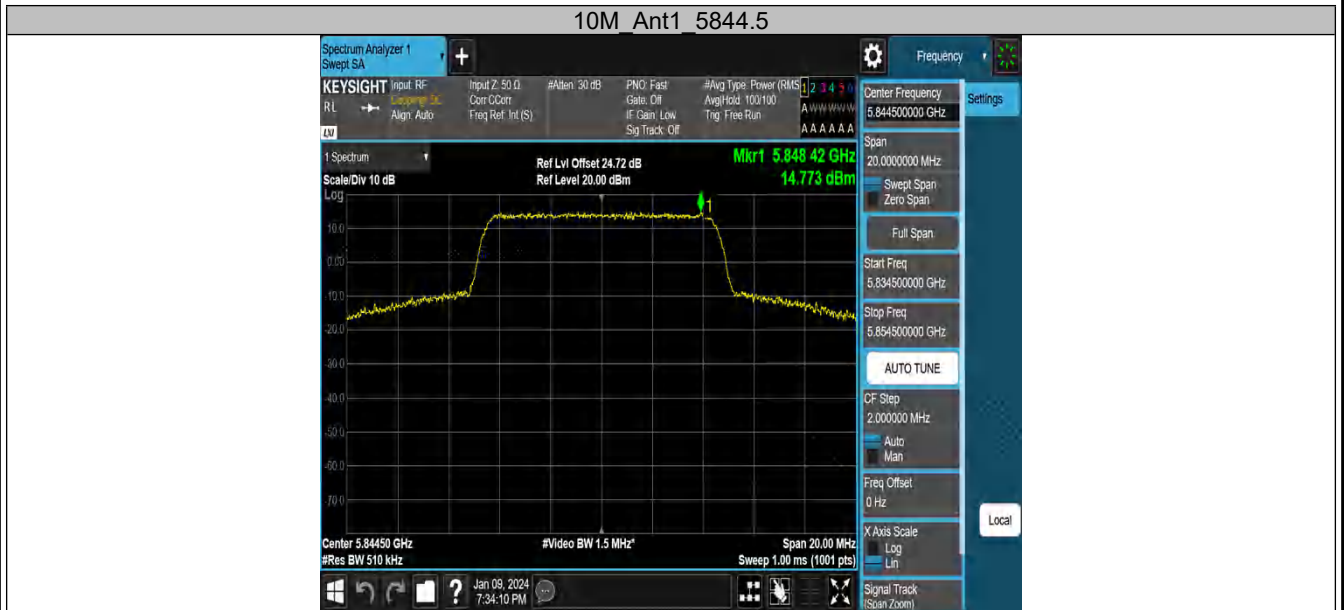 10M_Ant1_5844.5
Spectrum Analyzer 1
Swept SA
+
Frequency
KEYSIGHT
RL
LXI
Input: RF
Coupling: DC
Align: Auto
Input Z: 50 Ω
Corr CCorr
Freq Ref: Int (S)
#Atten: 30 dB
PNO: Fast
Gate: Off
IF Gain: Low
Sig Track: Off
#Avg Type: Power (RMS
Avg|Hold: 100/100
Trig: Free Run
1 2 3 4 5 6
A W W W W W
A A A A A A
1 Spectrum
Scale/Div 10 dB
Log
Ref Lvl Offset 24.72 dB
Ref Level 20.00 dBm
Mkr1 5.848 42 GHz
14.773 dBm
1
10.0
0.00
-10.0
-20.0
-30.0
-40.0
-50.0
-60.0
-70.0
Center 5.84450 GHz
#Res BW 510 kHz
#Video BW 1.5 MHz*
Span 20.00 MHz
Sweep 1.00 ms (1001 pts)
Center Frequency
5.844500000 GHz
Settings
Span
20.0000000 MHz
Swept Span
Zero Span
Full Span
Start Freq
5.834500000 GHz
Stop Freq
5.854500000 GHz
AUTO TUNE
CF Step
2.000000 MHz
Auto
Man
Freq Offset
0 Hz
X Axis Scale
Log
Lin
Local
Signal Track
(Span Zoom)
?
Jan 09, 2024
7:34:10 PM